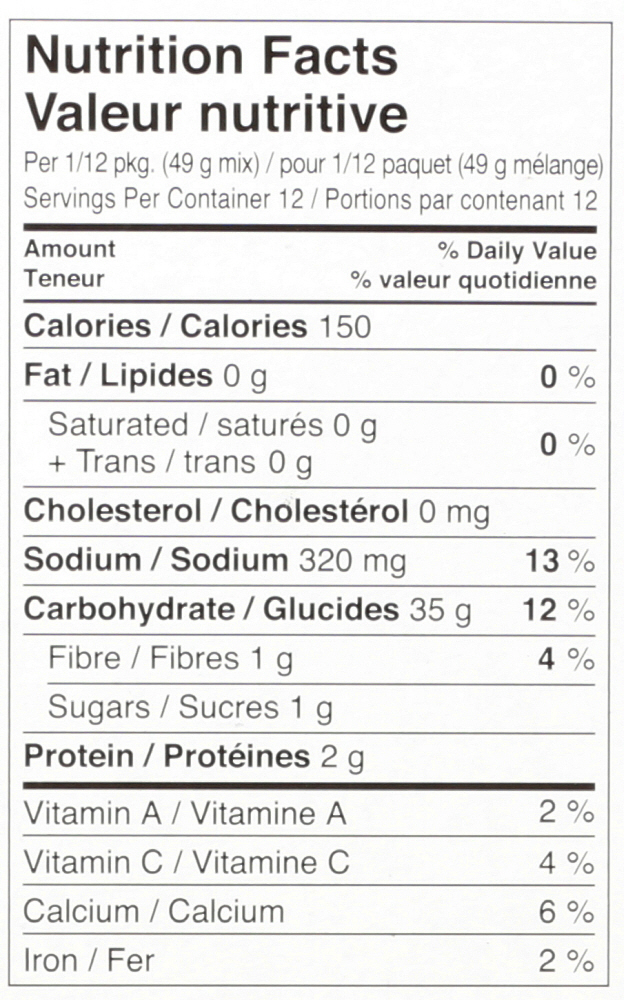 Nutrition Facts
Valeur nutritive
Per 1/12 pkg. (49 g mix) / pour 1/12 paquet (49 g mélange)
Servings Per Container 12 / Portions par contenant 12
Amount % Daily Value
Teneur % valeur quotidienne
Calories / Calories 150
Fat / Lipides 0 g 0 %
Saturated / saturés 0 g
+ Trans / trans 0 g 0 %
Cholesterol / Cholestérol 0 mg
Sodium / Sodium 320 mg 13 %
Carbohydrate / Glucides 35 g 12 %
Fibre / Fibres 1 g 4 %
Sugars / Sucres 1 g
Protein / Protéines 2 g
Vitamin A / Vitamine A 2 %
Vitamin C / Vitamine C 4 %
Calcium / Calcium 6 %
Iron / Fer 2 %